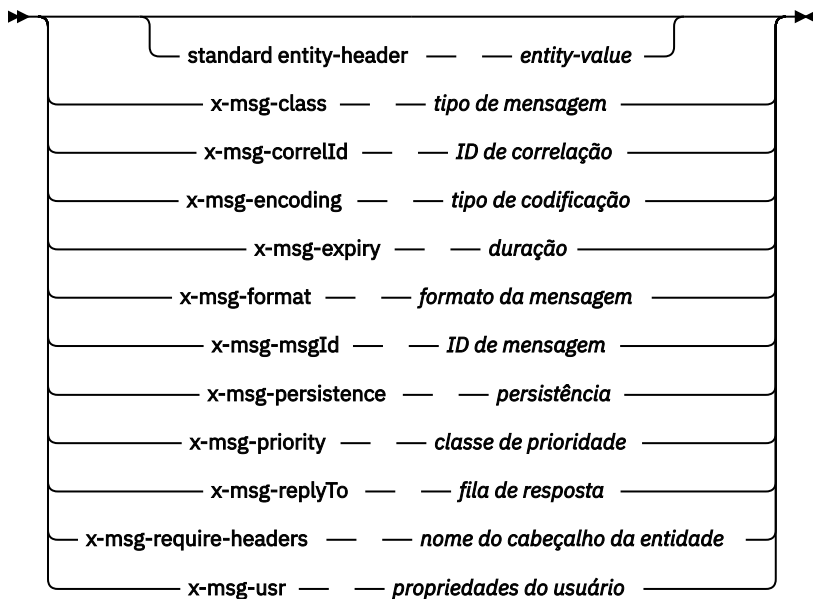 standard entity-header — entity-value
x-msg-class — tipo de mensagem
x-msg-correlId — ID de correlação
x-msg-encoding — tipo de codificação
x-msg-expiry — duração
x-msg-format — formato da mensagem
x-msg-msgId — ID de mensagem
x-msg-persistence — persistência
x-msg-priority — classe de prioridade
x-msg-replyTo — fila de resposta
x-msg-require-headers — nome do cabeçalho da entidade
x-msg-usr — propriedades do usuário